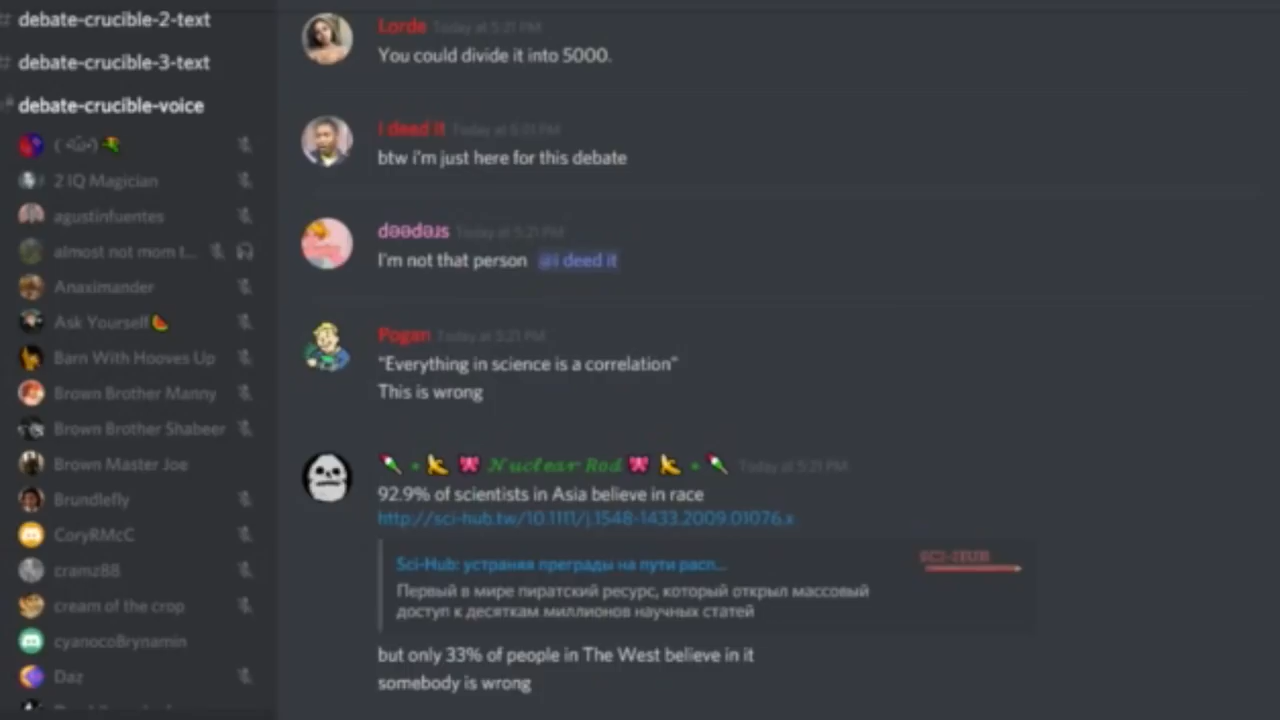 debate-crucible-2-text
debate-crucible-3-text
debate-crucible-voice
2 IQ Magician
agustinfuentes
almost not mom t...
Anaximander
Ask Yourself🍉
Barn With Hooves Up
Brown Brother Manny
Brown Brother Shabeer
Brown Master Joe
Brundlefly
CoryRMcC
cramz88
cream of the crop
cyanocoBrynamin
Daz
Lorde Today at 5:21 PM
You could divide it into 5000.
I deed it Today at 5:21 PM
btw i'm just here for this debate
Today at 5:21 PM
I'm not that person @I deed it
Pogan Today at 5:21 PM
"Everything in science is a correlation"
This is wrong
Nuclear Rod Today at 5:21 PM
92.9% of scientists in Asia believe in race
http://sci-hub.tw/10.1111/j.1548-1433.2009.01076.x
Sci-Hub: устраняя преграды на пути расп...
SCI-HUB
Первый в мире пиратский ресурс, который открыл массовый
доступ к десяткам миллионов научных статей
but only 33% of people in The West believe in it
somebody is wrong